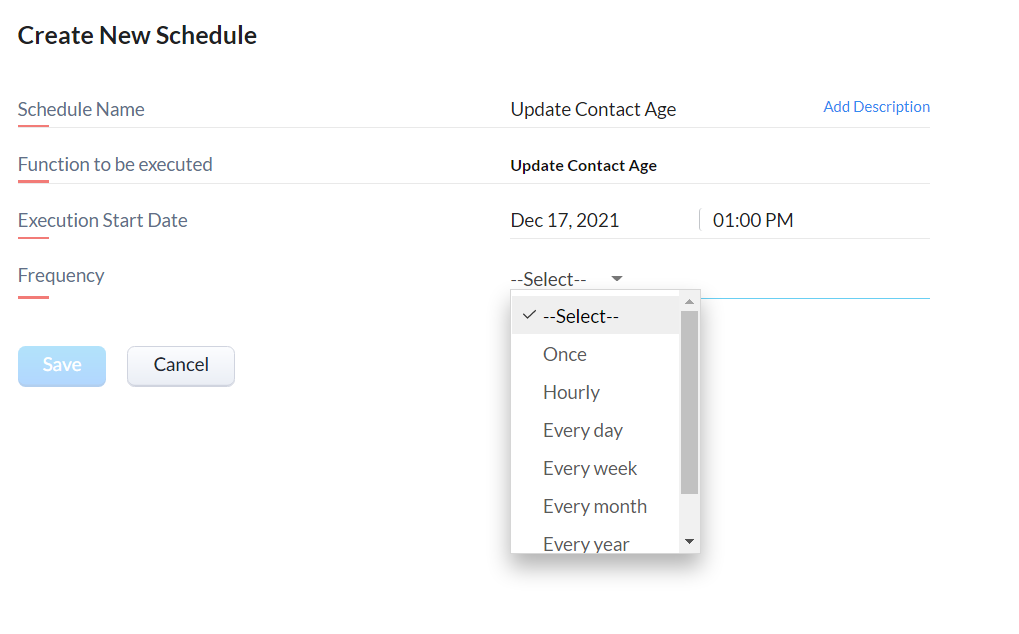 Create New Schedule
Schedule Name
Update Contact Age
Add Description
Function to be executed
Update Contact Age
Execution Start Date
Dec 17, 2021
01:00 PM
Frequency
--Select--
--Select--
Once
Hourly
Every day
Every week
Every month
Every year
Save
Cancel